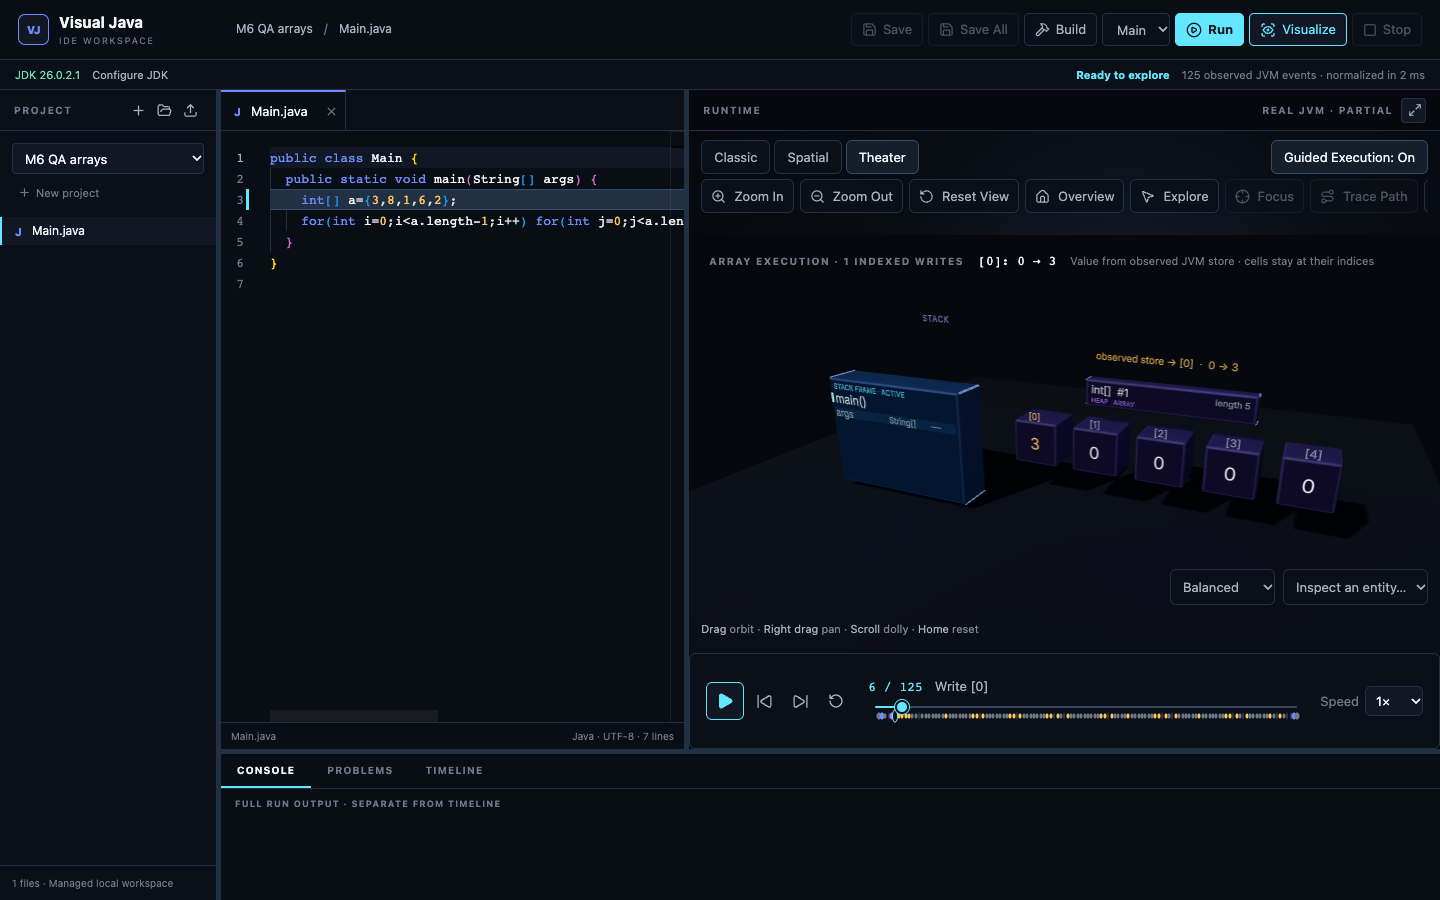 VJ
Visual Java
IDE WORKSPACE
M6 QA arrays / Main.java
Save
Save All
Build
Main
Run
Visualize
Stop
JDK 26.0.2.1 Configure JDK
Ready to explore 125 observed JVM events · normalized in 2 ms
PROJECT
M6 QA arrays
New project
J Main.java
1 files · Managed local workspace
J Main.java ×
1 public class Main {
2 public static void main(String[] args) {
3 int[] a={3,8,1,6,2};
4 for(int i=0;i<a.length-1;i++) for(int j=0;j<a.len
5 }
6 }
7
Main.java
Java · UTF-8 · 7 lines
RUNTIME
REAL JVM · PARTIAL
Classic
Spatial
Theater
Guided Execution: On
Zoom In
Zoom Out
Reset View
Overview
Explore
Focus
Trace Path
ARRAY EXECUTION · 1 INDEXED WRITES [0]: 0 → 3 Value from observed JVM store · cells stay at their indices
STACK
STACK FRAME · ACTIVE
main()
args String[] —
observed store → [0] · 0 → 3
int[] #1
HEAP ARRAY
length 5
[0]
3
[1]
0
[2]
0
[3]
0
[4]
0
Balanced
Inspect an entity...
Drag orbit · Right drag pan · Scroll dolly · Home reset
6 / 125 Write [0]
Speed
1×
CONSOLE
PROBLEMS
TIMELINE
FULL RUN OUTPUT · SEPARATE FROM TIMELINE